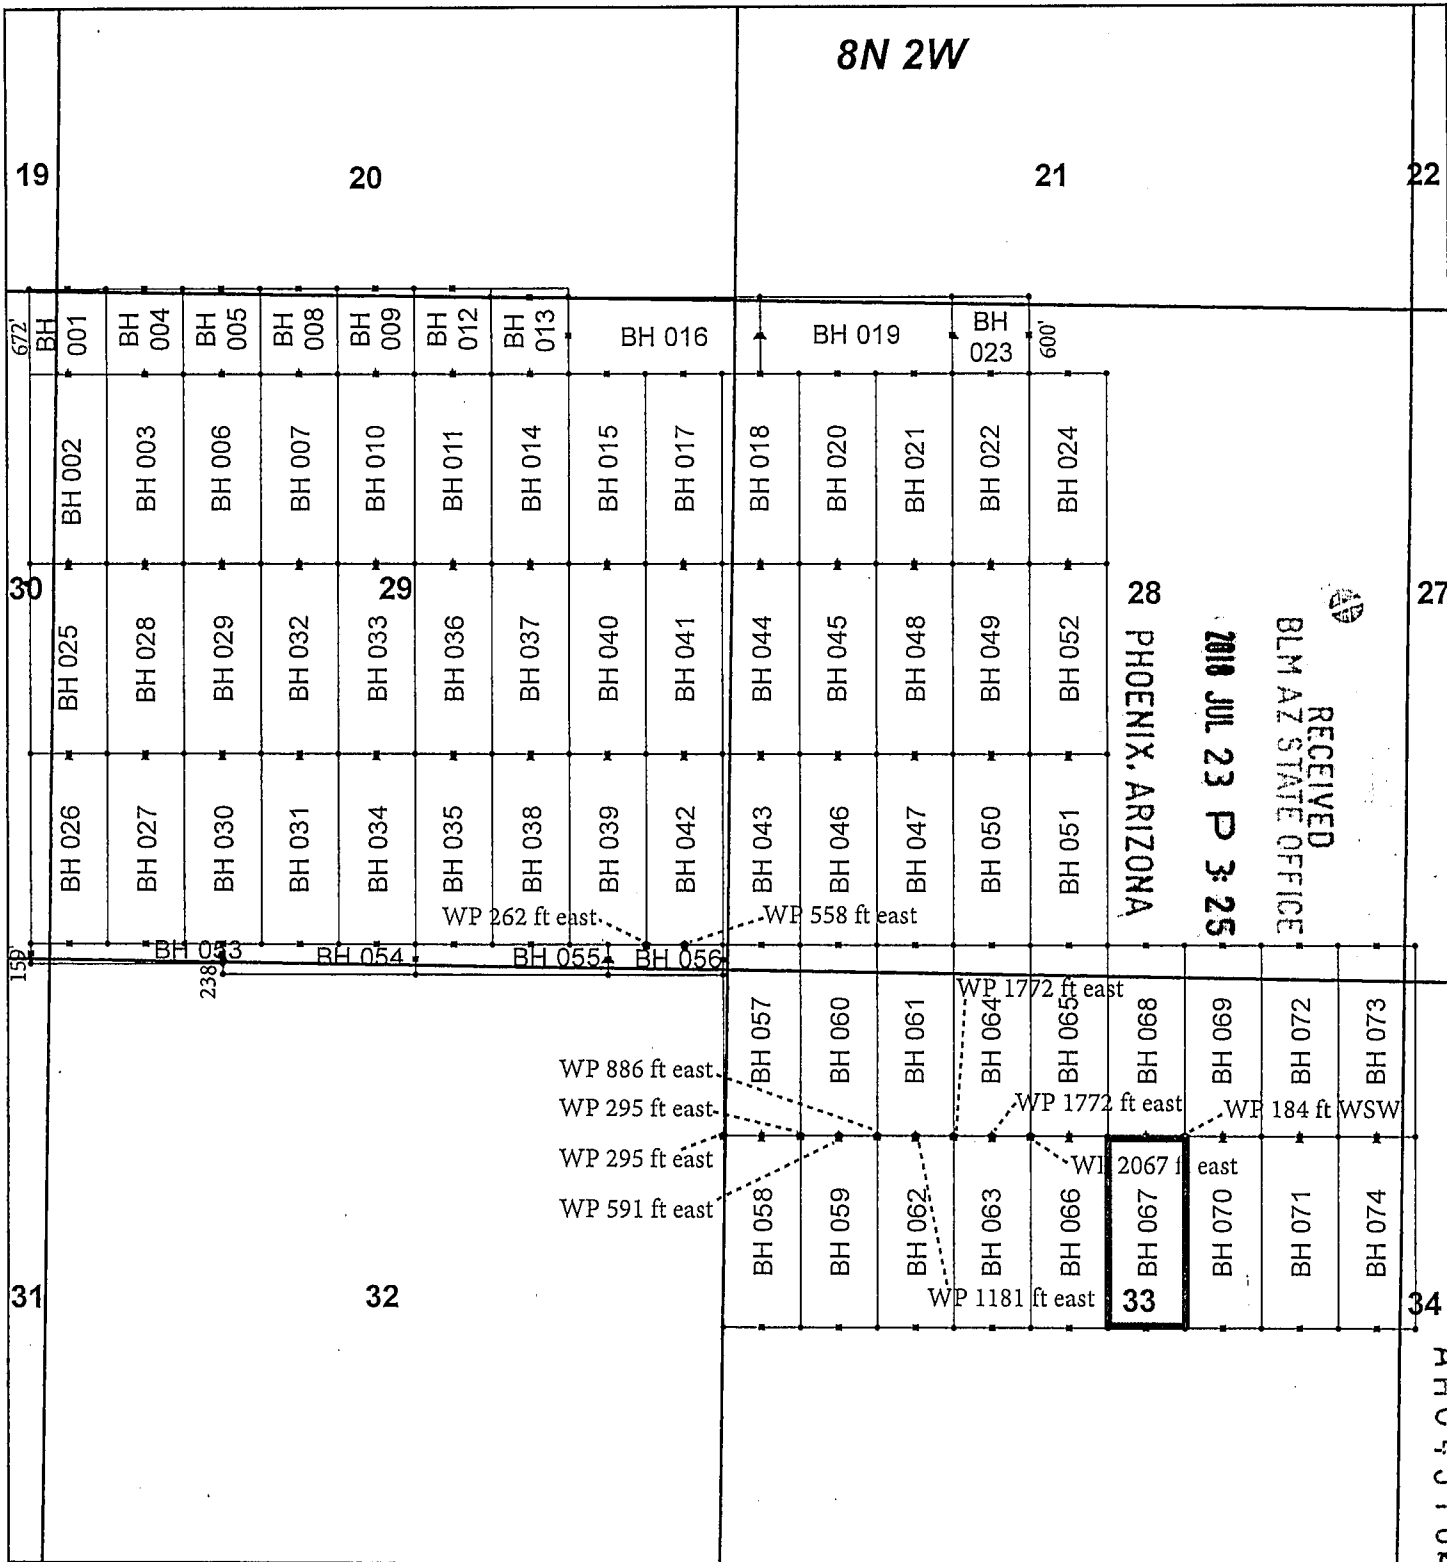 8N 2W
19
20
21
22
672'
BH 001
BH 004
BH 005
BH 008
BH 009
BH 012
BH 013
BH 016
BH 019
BH 023
600'
BH 002
BH 003
BH 006
BH 007
BH 010
BH 011
BH 014
BH 015
BH 017
BH 018
BH 020
BH 021
BH 022
BH 024
30
29
28
27
BH 025
BH 028
BH 029
BH 032
BH 033
BH 036
BH 037
BH 040
BH 041
BH 044
BH 045
BH 048
BH 049
BH 052
RECEIVED
BLM AZ STATE OFFICE
2018 JUL 23 P 3:25
PHOENIX, ARIZONA
BH 026
BH 027
BH 030
BH 031
BH 034
BH 035
BH 038
BH 039
BH 042
BH 043
BH 046
BH 047
BH 050
BH 051
WP 262 ft east
WP 558 ft east
159'
BH 053
BH 054
BH 055
BH 056
238'
WP 1772 ft east
BH 057
BH 060
BH 061
BH 064
BH 065
BH 068
BH 069
BH 072
BH 073
WP 886 ft east
WP 295 ft east
WP 1772 ft east
WP 184 ft WSW
WP 295 ft east
WP 2067 ft east
WP 591 ft east
BH 058
BH 059
BH 062
BH 063
BH 066
BH 067
BH 070
BH 071
BH 074
WP 1181 ft east
31
32
33
34